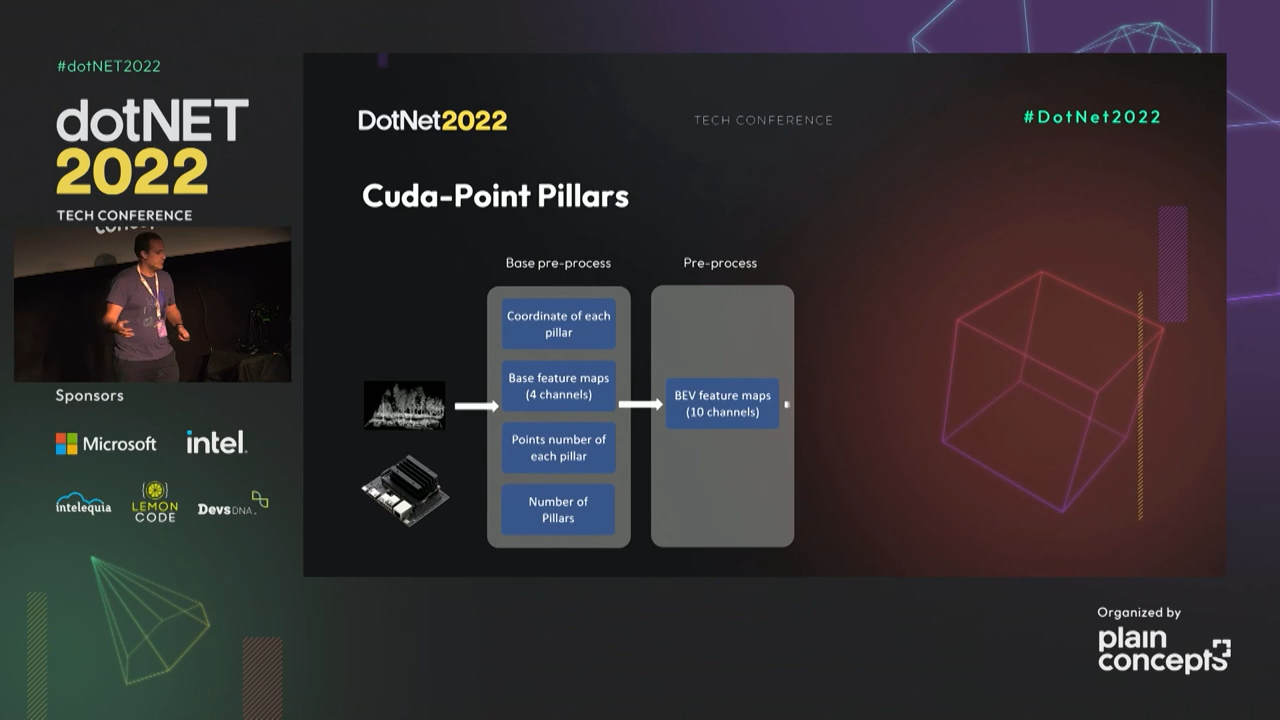 #dotNET2022
dotNET
2022
TECH CONFERENCE
Sponsors
Microsoft
intel.
intelequia
LEMON
CODE
DevsDNA
DotNet2022
TECH CONFERENCE
#DotNet2022
Cuda-Point Pillars
Base pre-process
Pre-process
Coordinate of each
pillar
Base feature maps
(4 channels)
Points number of
each pillar
Number of
Pillars
BEV feature maps
(10 channels)
Organized by
plain
concepts